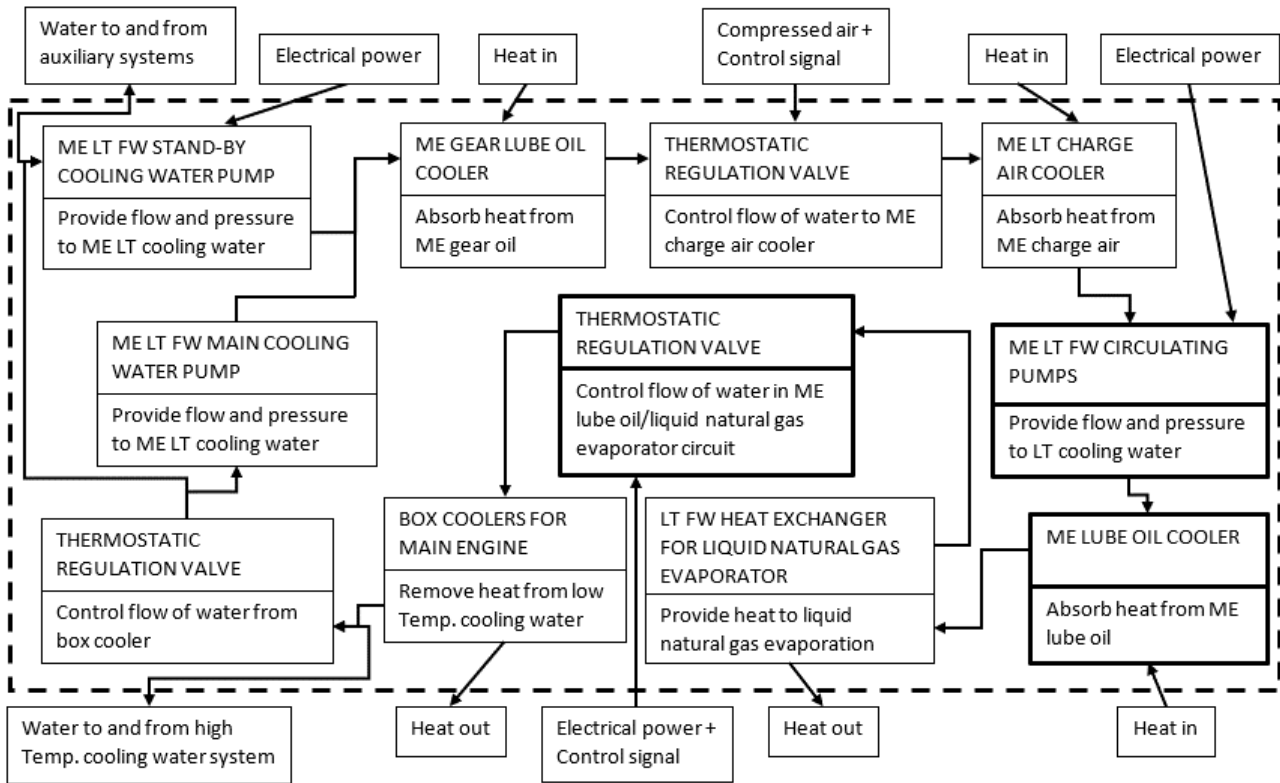 Water to and from
auxiliary systems
Electrical power
Heat in
Compressed air +
Control signal
Heat in
Electrical power
ME LT FW STAND-BY
COOLING WATER PUMP
Provide flow and pressure
to ME LT cooling water
ME GEAR LUBE OIL
COOLER
Absorb heat from
ME gear oil
THERMOSTATIC
REGULATION VALVE
Control flow of water to ME
charge air cooler
ME LT CHARGE
AIR COOLER
Absorb heat from
ME charge air
ME LT FW MAIN COOLING
WATER PUMP
Provide flow and pressure
to ME LT cooling water
THERMOSTATIC
REGULATION VALVE
Control flow of water in ME
lube oil/liquid natural gas
evaporator circuit
ME LT FW CIRCULATING
PUMPS
Provide flow and pressure
to LT cooling water
THERMOSTATIC
REGULATION VALVE
Control flow of water from
box cooler
BOX COOLERS FOR
MAIN ENGINE
Remove heat from low
Temp. cooling water
LT FW HEAT EXCHANGER
FOR LIQUID NATURAL GAS
EVAPORATOR
Provide heat to liquid
natural gas evaporation
ME LUBE OIL COOLER
Absorb heat from ME
lube oil
Water to and from high
Temp. cooling water system
Heat out
Electrical power +
Control signal
Heat out
Heat in